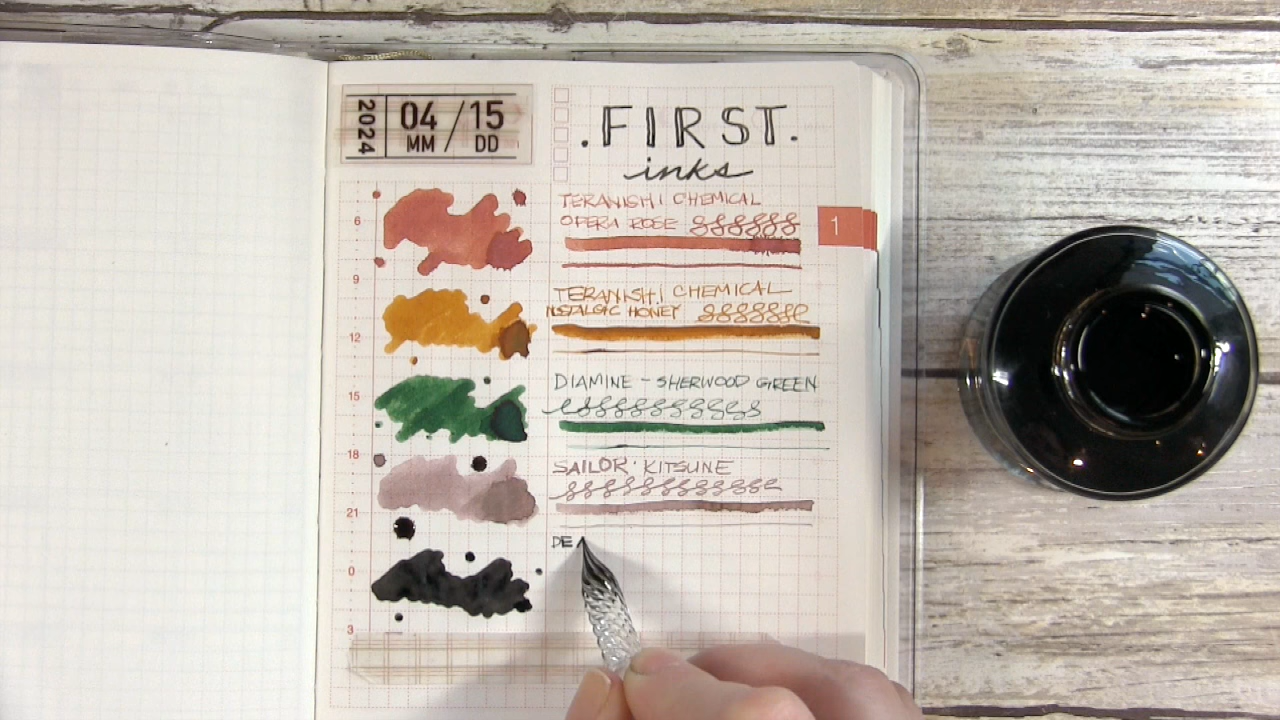 2024 04 / 15
MM DD
.FIRST.
inks
TERANISHI CHEMICAL
OPERA ROSE
1
TERANISHI CHEMICAL
NOSTALGIC HONEY
DIAMINE - SHERWOOD GREEN
SAILOR · KITSUNE
DE
6
9
12
15
18
21
0
3